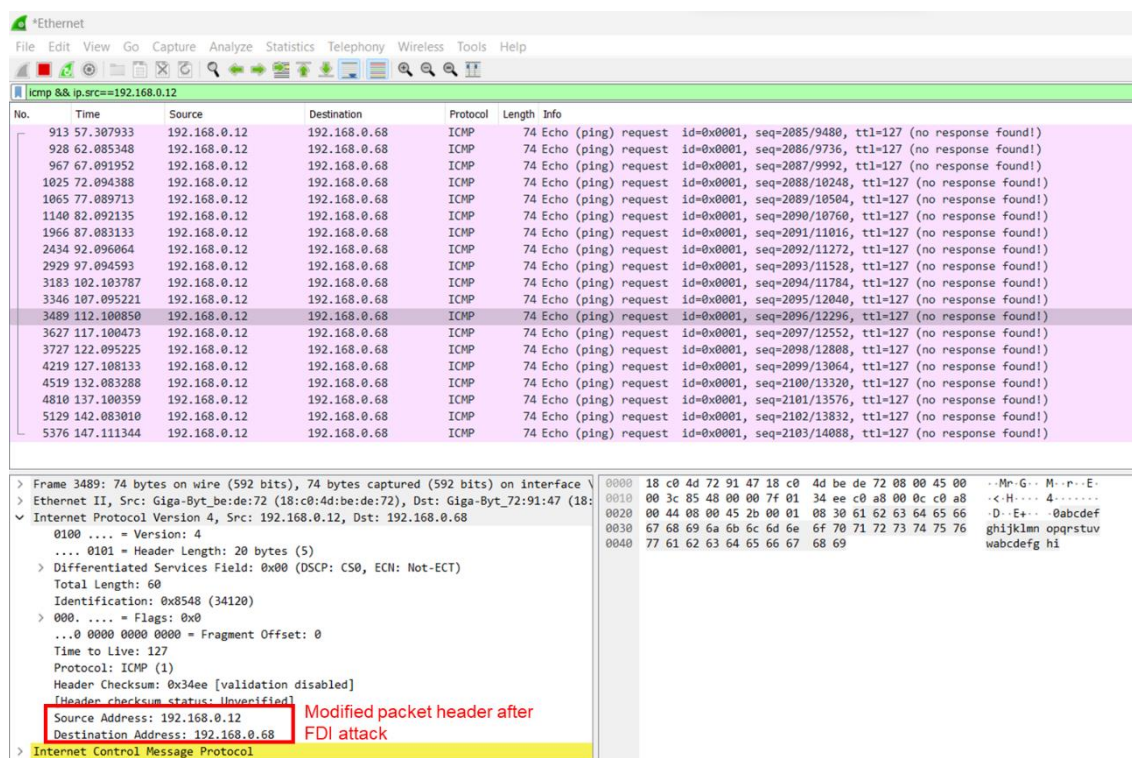 *Ethernet
File Edit View Go Capture Analyze Statistics Telephony Wireless Tools Help
icmp && ip.src==192.168.0.12
No. Time Source Destination Protocol Length Info
913 57.307933 192.168.0.12 192.168.0.68 ICMP 74 Echo (ping) request id=0x0001, seq=2085/9480, ttl=127 (no response found!)
928 62.085348 192.168.0.12 192.168.0.68 ICMP 74 Echo (ping) request id=0x0001, seq=2086/9736, ttl=127 (no response found!)
967 67.091952 192.168.0.12 192.168.0.68 ICMP 74 Echo (ping) request id=0x0001, seq=2087/9992, ttl=127 (no response found!)
1025 72.094388 192.168.0.12 192.168.0.68 ICMP 74 Echo (ping) request id=0x0001, seq=2088/10248, ttl=127 (no response found!)
1065 77.089713 192.168.0.12 192.168.0.68 ICMP 74 Echo (ping) request id=0x0001, seq=2089/10504, ttl=127 (no response found!)
1140 82.092135 192.168.0.12 192.168.0.68 ICMP 74 Echo (ping) request id=0x0001, seq=2090/10760, ttl=127 (no response found!)
1966 87.083133 192.168.0.12 192.168.0.68 ICMP 74 Echo (ping) request id=0x0001, seq=2091/11016, ttl=127 (no response found!)
2434 92.096064 192.168.0.12 192.168.0.68 ICMP 74 Echo (ping) request id=0x0001, seq=2092/11272, ttl=127 (no response found!)
2929 97.094593 192.168.0.12 192.168.0.68 ICMP 74 Echo (ping) request id=0x0001, seq=2093/11528, ttl=127 (no response found!)
3183 102.103787 192.168.0.12 192.168.0.68 ICMP 74 Echo (ping) request id=0x0001, seq=2094/11784, ttl=127 (no response found!)
3346 107.095221 192.168.0.12 192.168.0.68 ICMP 74 Echo (ping) request id=0x0001, seq=2095/12040, ttl=127 (no response found!)
3489 112.100850 192.168.0.12 192.168.0.68 ICMP 74 Echo (ping) request id=0x0001, seq=2096/12296, ttl=127 (no response found!)
3627 117.100473 192.168.0.12 192.168.0.68 ICMP 74 Echo (ping) request id=0x0001, seq=2097/12552, ttl=127 (no response found!)
3727 122.095225 192.168.0.12 192.168.0.68 ICMP 74 Echo (ping) request id=0x0001, seq=2098/12808, ttl=127 (no response found!)
4219 127.108133 192.168.0.12 192.168.0.68 ICMP 74 Echo (ping) request id=0x0001, seq=2099/13064, ttl=127 (no response found!)
4519 132.083288 192.168.0.12 192.168.0.68 ICMP 74 Echo (ping) request id=0x0001, seq=2100/13320, ttl=127 (no response found!)
4810 137.100359 192.168.0.12 192.168.0.68 ICMP 74 Echo (ping) request id=0x0001, seq=2101/13576, ttl=127 (no response found!)
5129 142.083010 192.168.0.12 192.168.0.68 ICMP 74 Echo (ping) request id=0x0001, seq=2102/13832, ttl=127 (no response found!)
5376 147.111344 192.168.0.12 192.168.0.68 ICMP 74 Echo (ping) request id=0x0001, seq=2103/14088, ttl=127 (no response found!)
> Frame 3489: 74 bytes on wire (592 bits), 74 bytes captured (592 bits) on interface \
> Ethernet II, Src: Giga-Byt_be:de:72 (18:c0:4d:be:de:72), Dst: Giga-Byt_72:91:47 (18:
Internet Protocol Version 4, Src: 192.168.0.12, Dst: 192.168.0.68
0100 .... = Version: 4
.... 0101 = Header Length: 20 bytes (5)
> Differentiated Services Field: 0x00 (DSCP: CS0, ECN: Not-ECT)
Total Length: 60
Identification: 0x8548 (34120)
> 000. .... = Flags: 0x0
...0 0000 0000 0000 = Fragment Offset: 0
Time to Live: 127
Protocol: ICMP (1)
Header Checksum: 0x34ee [validation disabled]
[Header checksum status: Unverified]
Source Address: 192.168.0.12
Destination Address: 192.168.0.68
> Internet Control Message Protocol
Modified packet header after
FDI attack
0000 18 c0 4d 72 91 47 18 c0 4d be de 72 08 00 45 00 ··Mr·G·· M··r··E·
0010 00 3c 85 48 00 00 7f 01 34 ee c0 a8 00 0c c0 a8 ·<·H···· 4·······
0020 00 44 08 00 45 2b 00 01 08 30 61 62 63 64 65 66 ·D··E+·· ·0abcdef
0030 67 68 69 6a 6b 6c 6d 6e 6f 70 71 72 73 74 75 76 ghijklmn opqrstuv
0040 77 61 62 63 64 65 66 67 68 69 wabcdefg hi